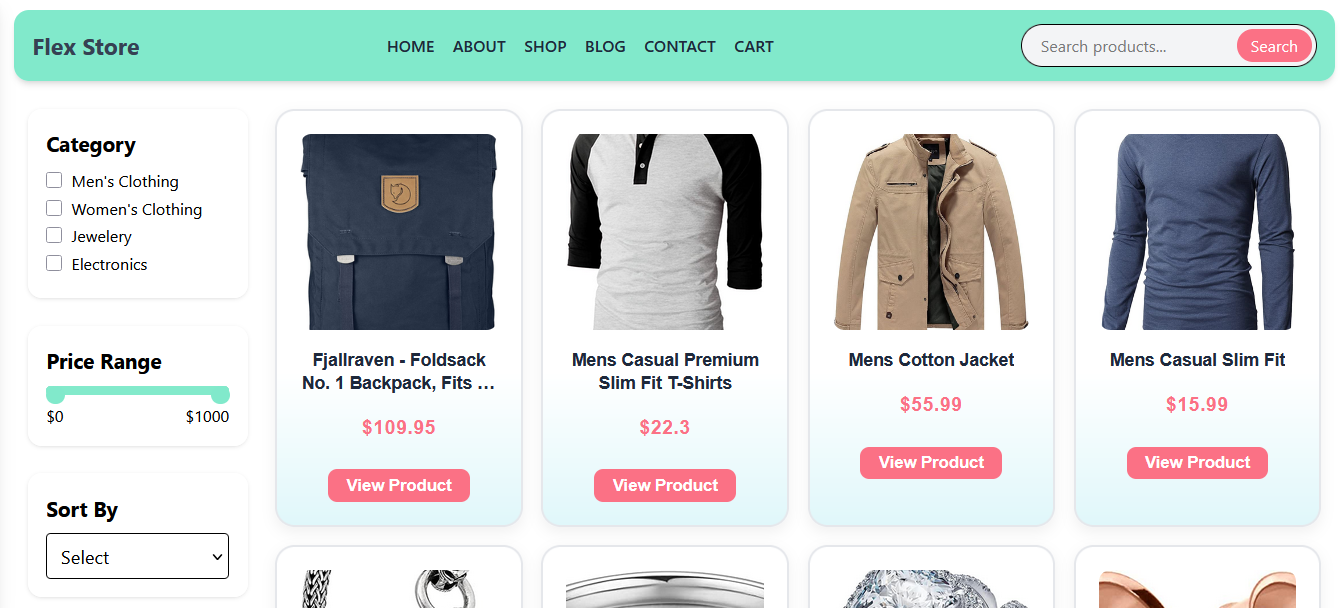 Flex Store
HOME ABOUT SHOP BLOG CONTACT CART
Search products...
Search
Category
Men's Clothing
Women's Clothing
Jewelery
Electronics
Price Range
$0 $1000
Sort By
Select
Fjallraven - Foldsack
No. 1 Backpack, Fits ...
$109.95
View Product
Mens Casual Premium
Slim Fit T-Shirts
$22.3
View Product
Mens Cotton Jacket
$55.99
View Product
Mens Casual Slim Fit
$15.99
View Product